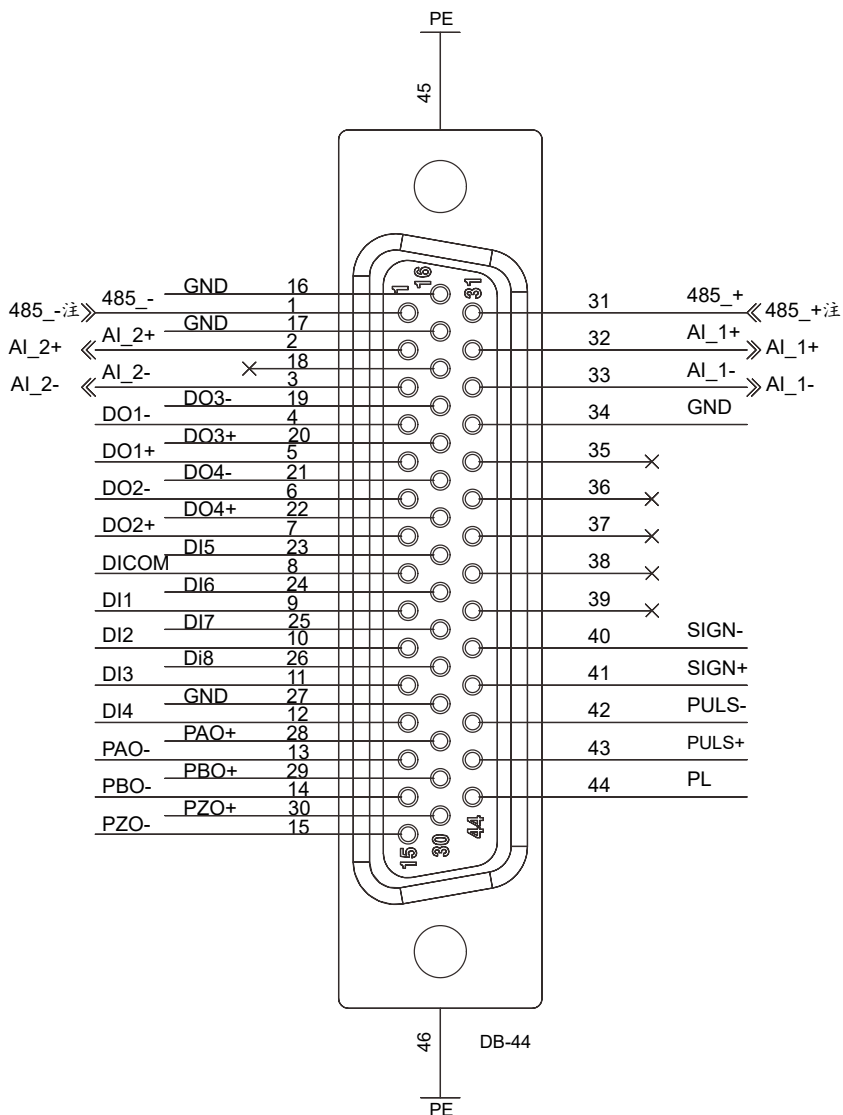 PE
45
1
16
31
GND 16
485_-注 485_- 1
31 485_+ 485_+注
GND 17
AI_2+ AI_2+ 2
32 AI_1+ AI_1+
18
AI_2- AI_2- 3
33 AI_1- AI_1-
DO3- 19
DO1- 4
34 GND
DO3+ 20
DO1+ 5
35
DO4- 21
DO2- 6
36
DO4+ 22
DO2+ 7
37
DI5 23
DICOM 8
38
DI6 24
DI1 9
39
DI7 25
DI2 10
40 SIGN-
Di8 26
DI3 11
41 SIGN+
GND 27
DI4 12
42 PULS-
PAO+ 28
PAO- 13
43 PULS+
PBO+ 29
PBO- 14
44 PL
PZO+ 30
PZO- 15
15
30
44
46
DB-44
PE